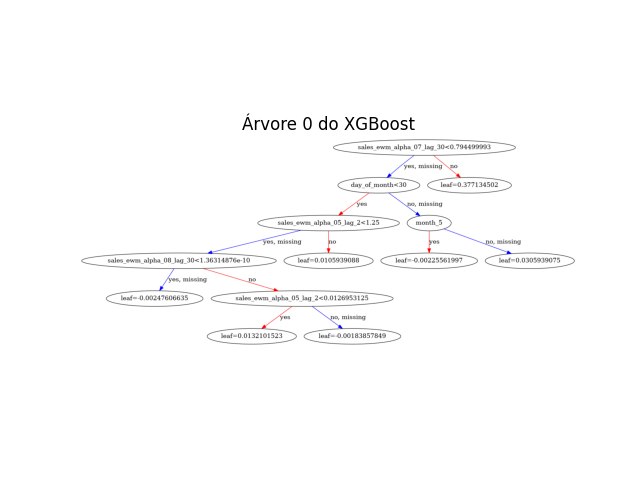 Árvore 0 do XGBoost
sales_ewm_alpha_07_lag_30<0.794499993
yes, missing
no
day_of_month<30
leaf=0.377134502
yes
no, missing
sales_ewm_alpha_05_lag_2<1.25
month_5
yes, missing
no
yes
no, missing
sales_ewm_alpha_08_lag_30<1.36314876e-10
leaf=0.0105939088
leaf=-0.00225561997
leaf=0.0305939075
yes, missing
no
leaf=-0.00247606635
sales_ewm_alpha_05_lag_2<0.0126953125
yes
no, missing
leaf=0.0132101523
leaf=-0.00183857849